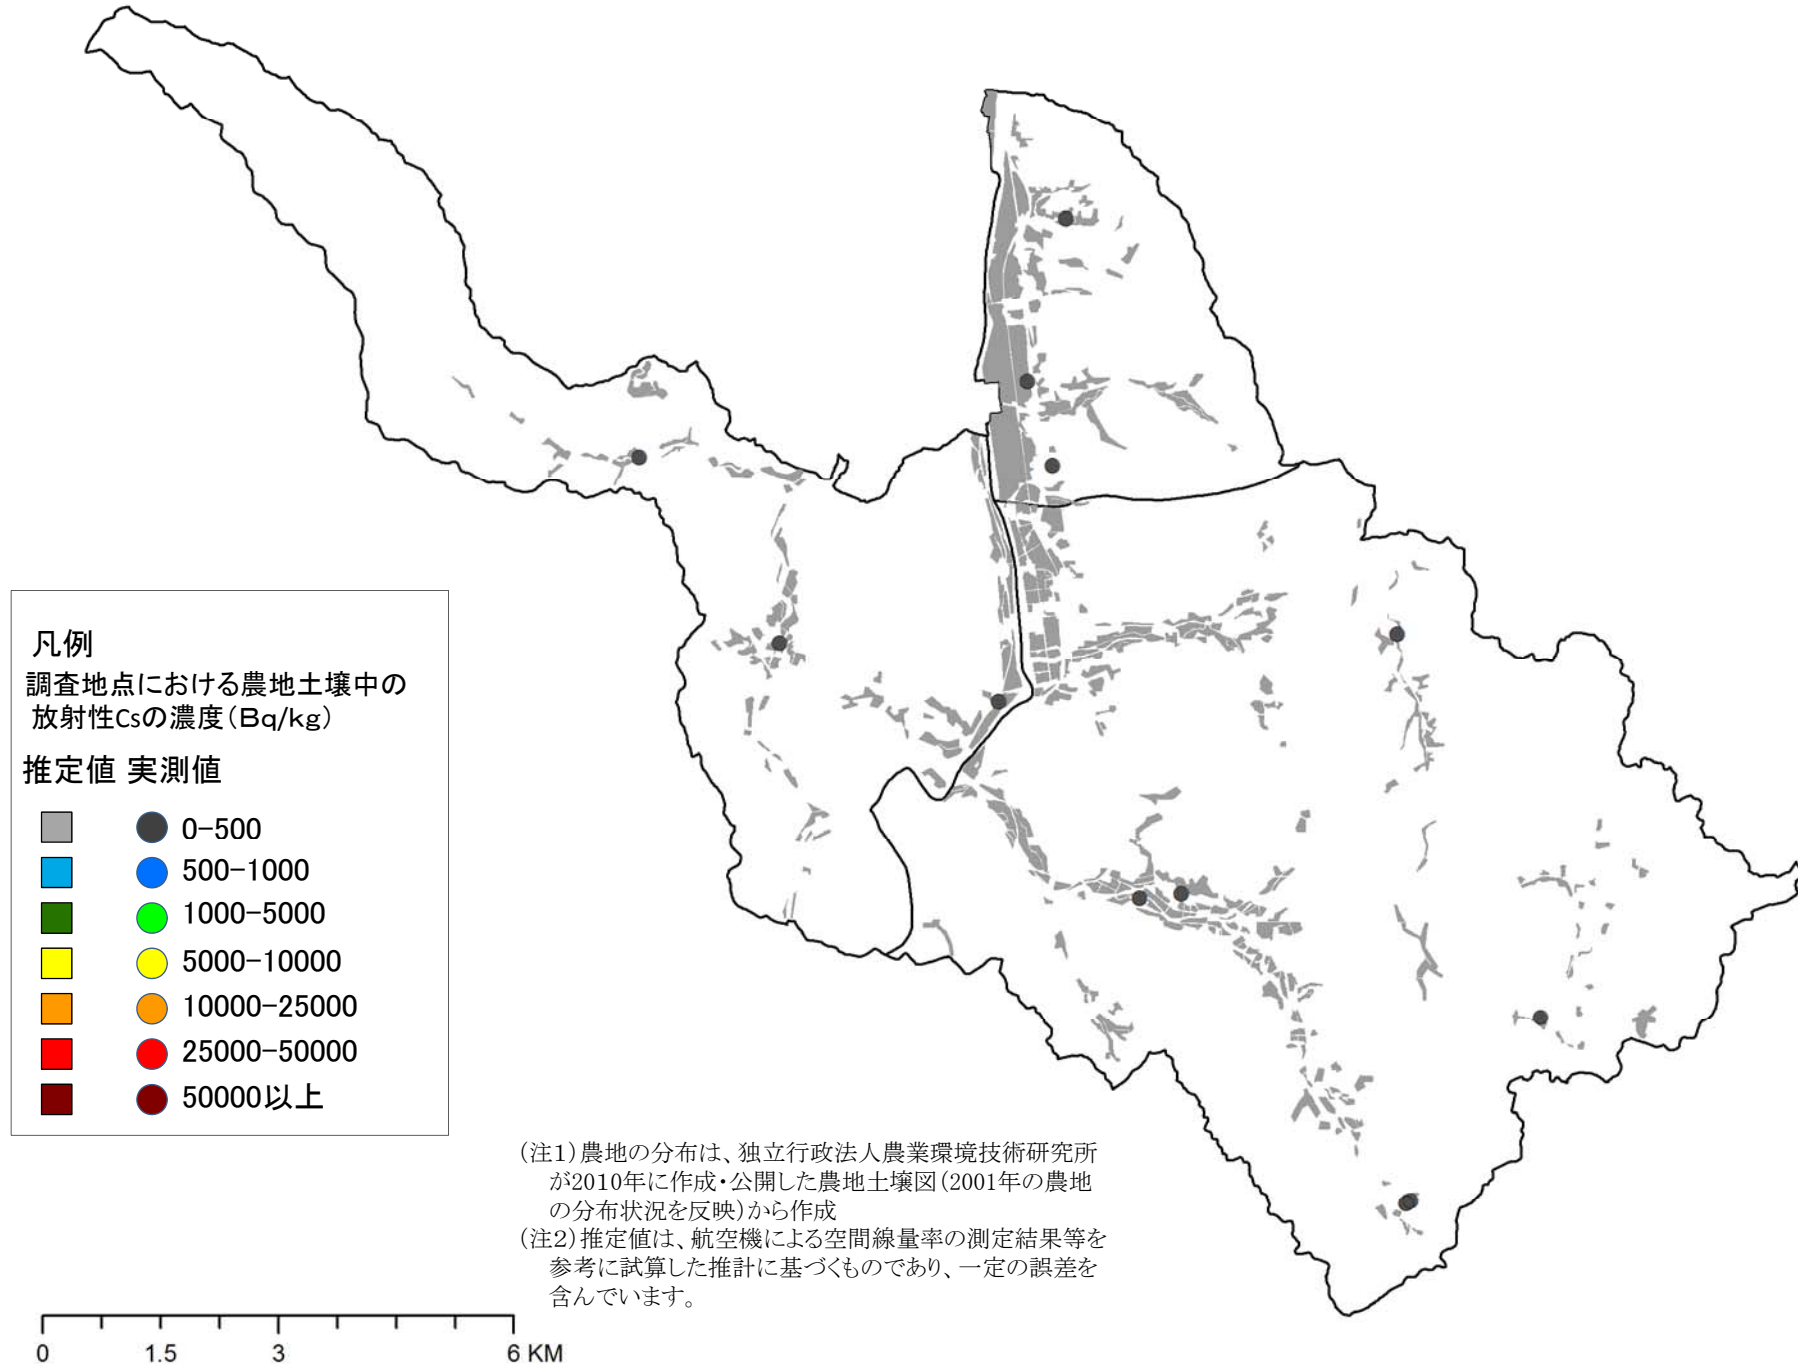 凡例
調査地点における農地土壌中の
放射性Csの濃度(Bq/kg)
推定値 実測値
0-500
500-1000
1000-5000
5000-10000
10000-25000
25000-50000
50000以上
(注1)農地の分布は、独立行政法人農業環境技術研究所
が2010年に作成・公開した農地土壌図(2001年の農地
の分布状況を反映)から作成
(注2)推定値は、航空機による空間線量率の測定結果等を
参考に試算した推計に基づくものであり、一定の誤差を
含んでいます。
0 1.5 3 6 KM